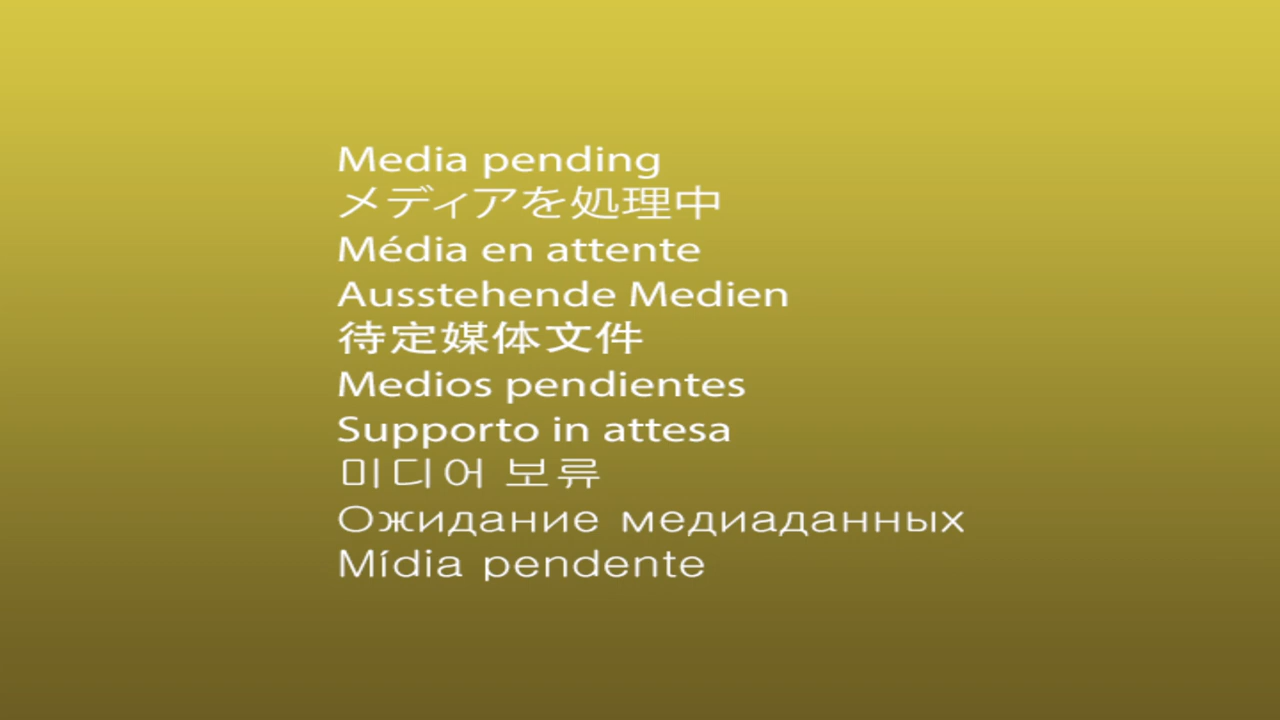 Media pending
メディアを処理中
Média en attente
Ausstehende Medien
待定媒体文件
Medios pendientes
Supporto in attesa
미디어 보류
Ожидание медиаданных
Mídia pendente